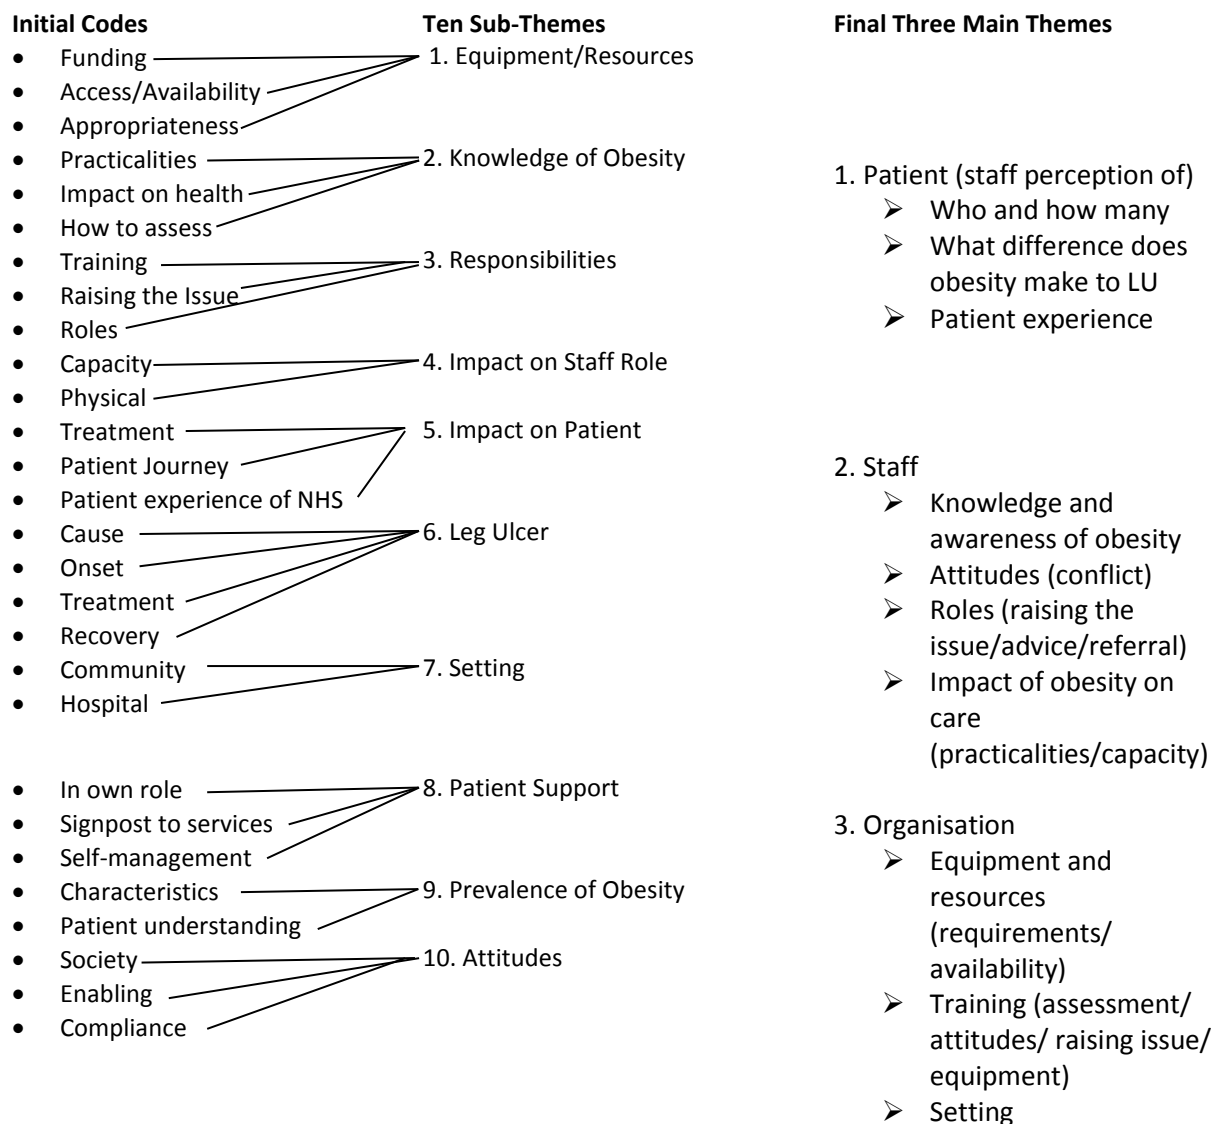 Initial Codes
Ten Sub-Themes
Final Three Main Themes
• Funding
• Access/Availability
• Appropriateness
• Practicalities
• Impact on health
• How to assess
• Training
• Raising the Issue
• Roles
• Capacity
• Physical
• Treatment
• Patient Journey
• Patient experience of NHS
• Cause
• Onset
• Treatment
• Recovery
• Community
• Hospital
• In own role
• Signpost to services
• Self-management
• Characteristics
• Patient understanding
• Society
• Enabling
• Compliance
1. Equipment/Resources
2. Knowledge of Obesity
3. Responsibilities
4. Impact on Staff Role
5. Impact on Patient
6. Leg Ulcer
7. Setting
8. Patient Support
9. Prevalence of Obesity
10. Attitudes
1. Patient (staff perception of)
➢ Who and how many
➢ What difference does
obesity make to LU
➢ Patient experience
2. Staff
➢ Knowledge and
awareness of obesity
➢ Attitudes (conflict)
➢ Roles (raising the
issue/advice/referral)
➢ Impact of obesity on
care
(practicalities/capacity)
3. Organisation
➢ Equipment and
resources
(requirements/
availability)
➢ Training (assessment/
attitudes/ raising issue/
equipment)
➢ Setting